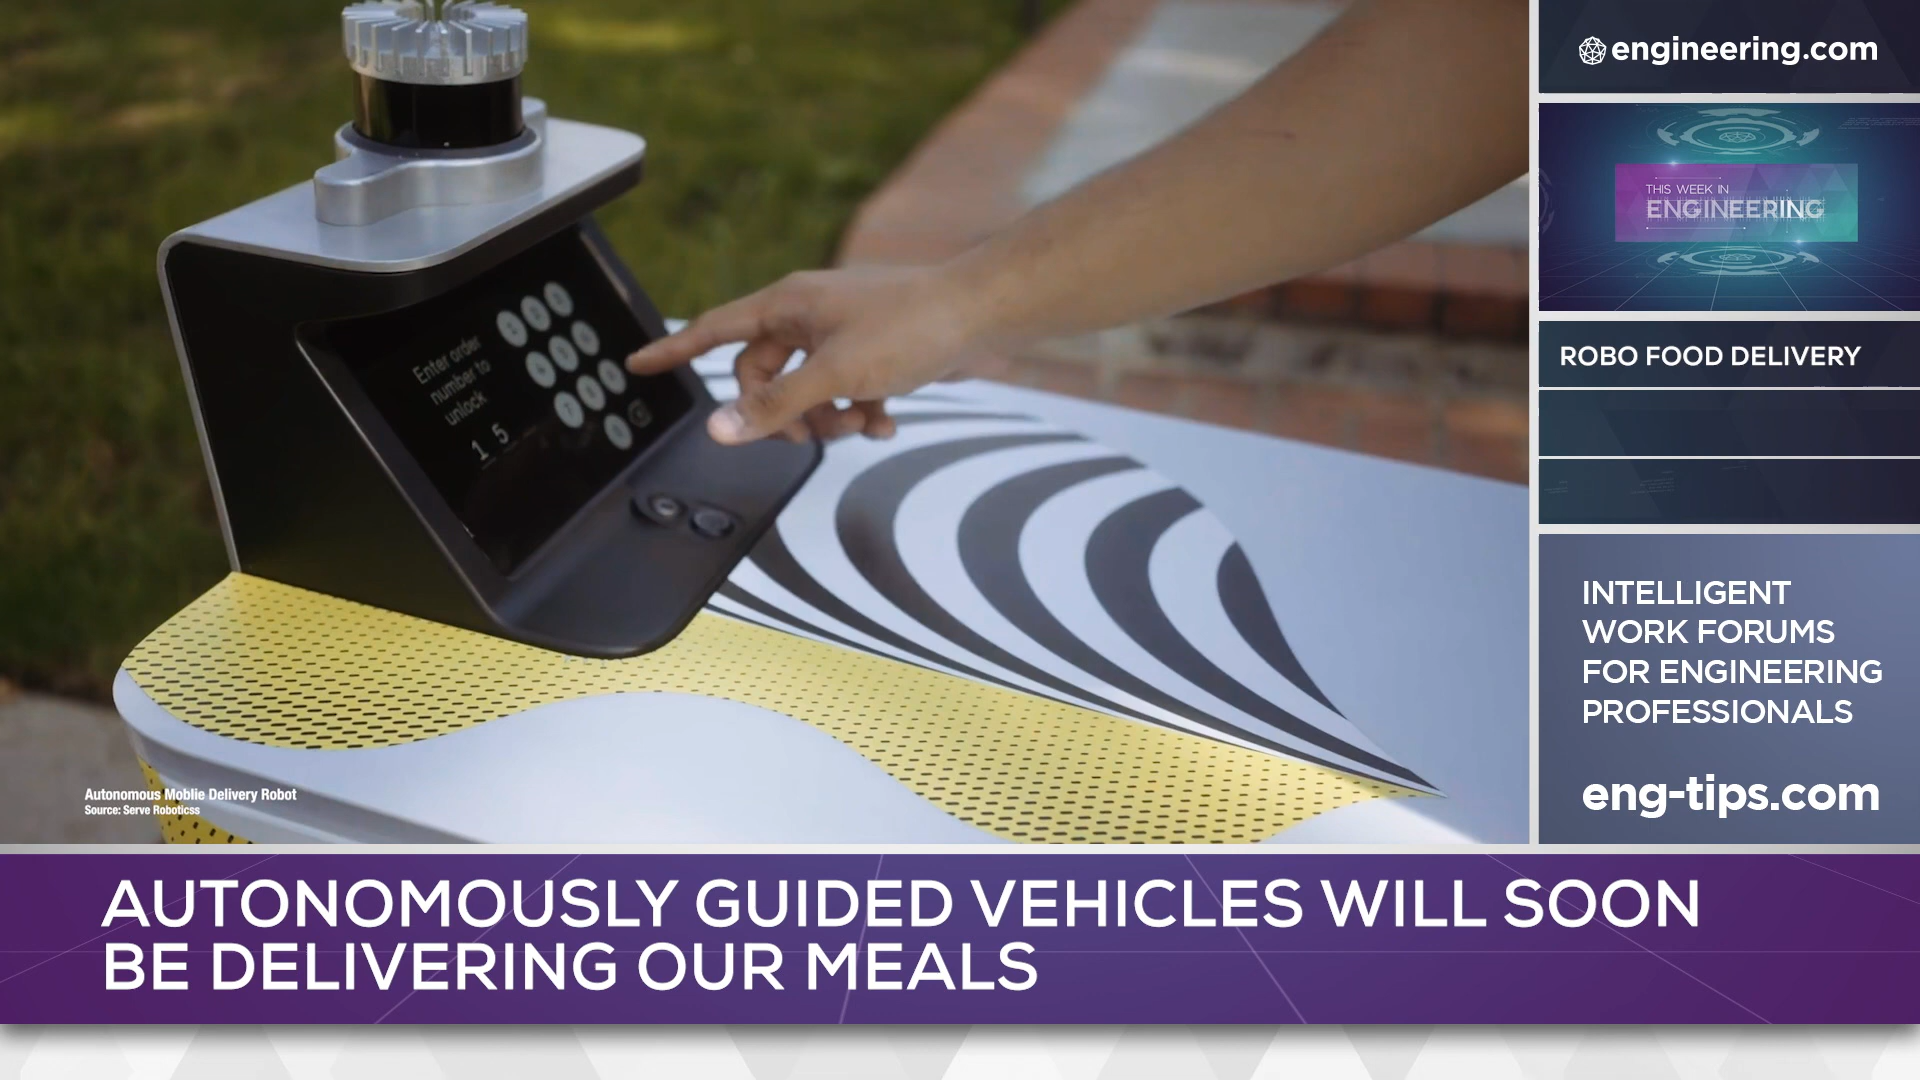 engineering.com
THIS WEEK IN
ENGINEERING
ROBO FOOD DELIVERY
INTELLIGENT
WORK FORUMS
FOR ENGINEERING
PROFESSIONALS
eng-tips.com
Enter order
number to
unlock
1 5
Autonomous Moblie Delivery Robot
Source: Serve Roboticss
AUTONOMOUSLY GUIDED VEHICLES WILL SOON
BE DELIVERING OUR MEALS